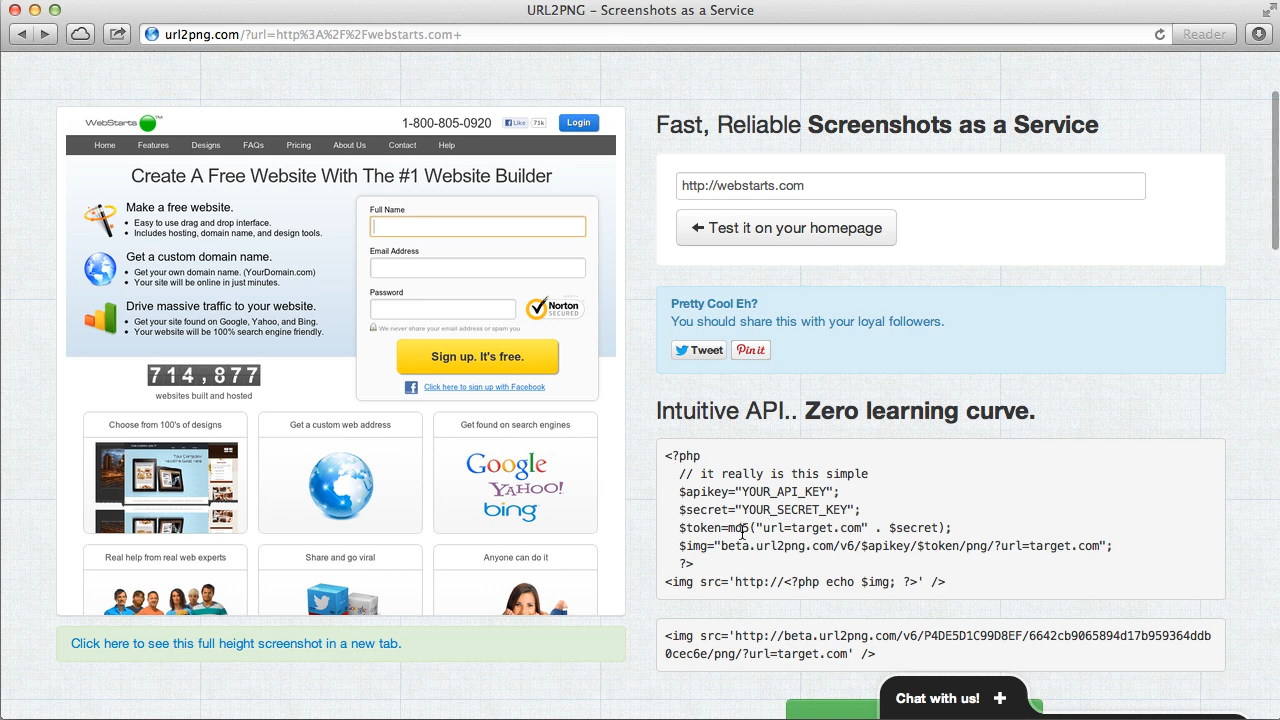 URL2PNG – Screenshots as a Service
url2png.com/?url=http%3A%2F%2Fwebstarts.com+
Reader
WebStarts™
1-800-805-0920
Like
71k
Login
Home Features Designs FAQs Pricing About Us Contact Help
Create A Free Website With The #1 Website Builder
Make a free website.
• Easy to use drag and drop interface.
• Includes hosting, domain name, and design tools.
Get a custom domain name.
• Get your own domain name. (YourDomain.com)
• Your site will be online in just minutes.
Drive massive traffic to your website.
• Get your site found on Google, Yahoo, and Bing.
• Your website will be 100% search engine friendly.
714,877
websites built and hosted
Full Name
Email Address
Password
Norton
SECURED
We never share your email address or spam you
Sign up. It's free.
Click here to sign up with Facebook
Choose from 100's of designs
Get a custom web address
Get found on search engines
Google
YAHOO!
bing
Real help from real web experts
Share and go viral
Anyone can do it
Click here to see this full height screenshot in a new tab.
Fast, Reliable Screenshots as a Service
http://webstarts.com
Test it on your homepage
Pretty Cool Eh?
You should share this with your loyal followers.
Tweet
Pin it
Intuitive API.. Zero learning curve.
<?php
// it really is this simple
$apikey="YOUR_API_KEY";
$secret="YOUR_SECRET_KEY";
$token=md5("url=target.com" . $secret);
$img="beta.url2png.com/v6/$apikey/$token/png/?url=target.com";
?>
<img src='http://<?php echo $img; ?>' />
<img src='http://beta.url2png.com/v6/P4DE5D1C99D8EF/6642cb9065894d17b959364ddb
0cec6e/png/?url=target.com' />
Chat with us! +